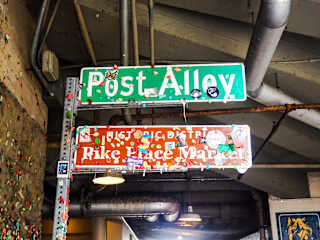 Post Alley
HISTORIC DISTRICT
Pike Place Market